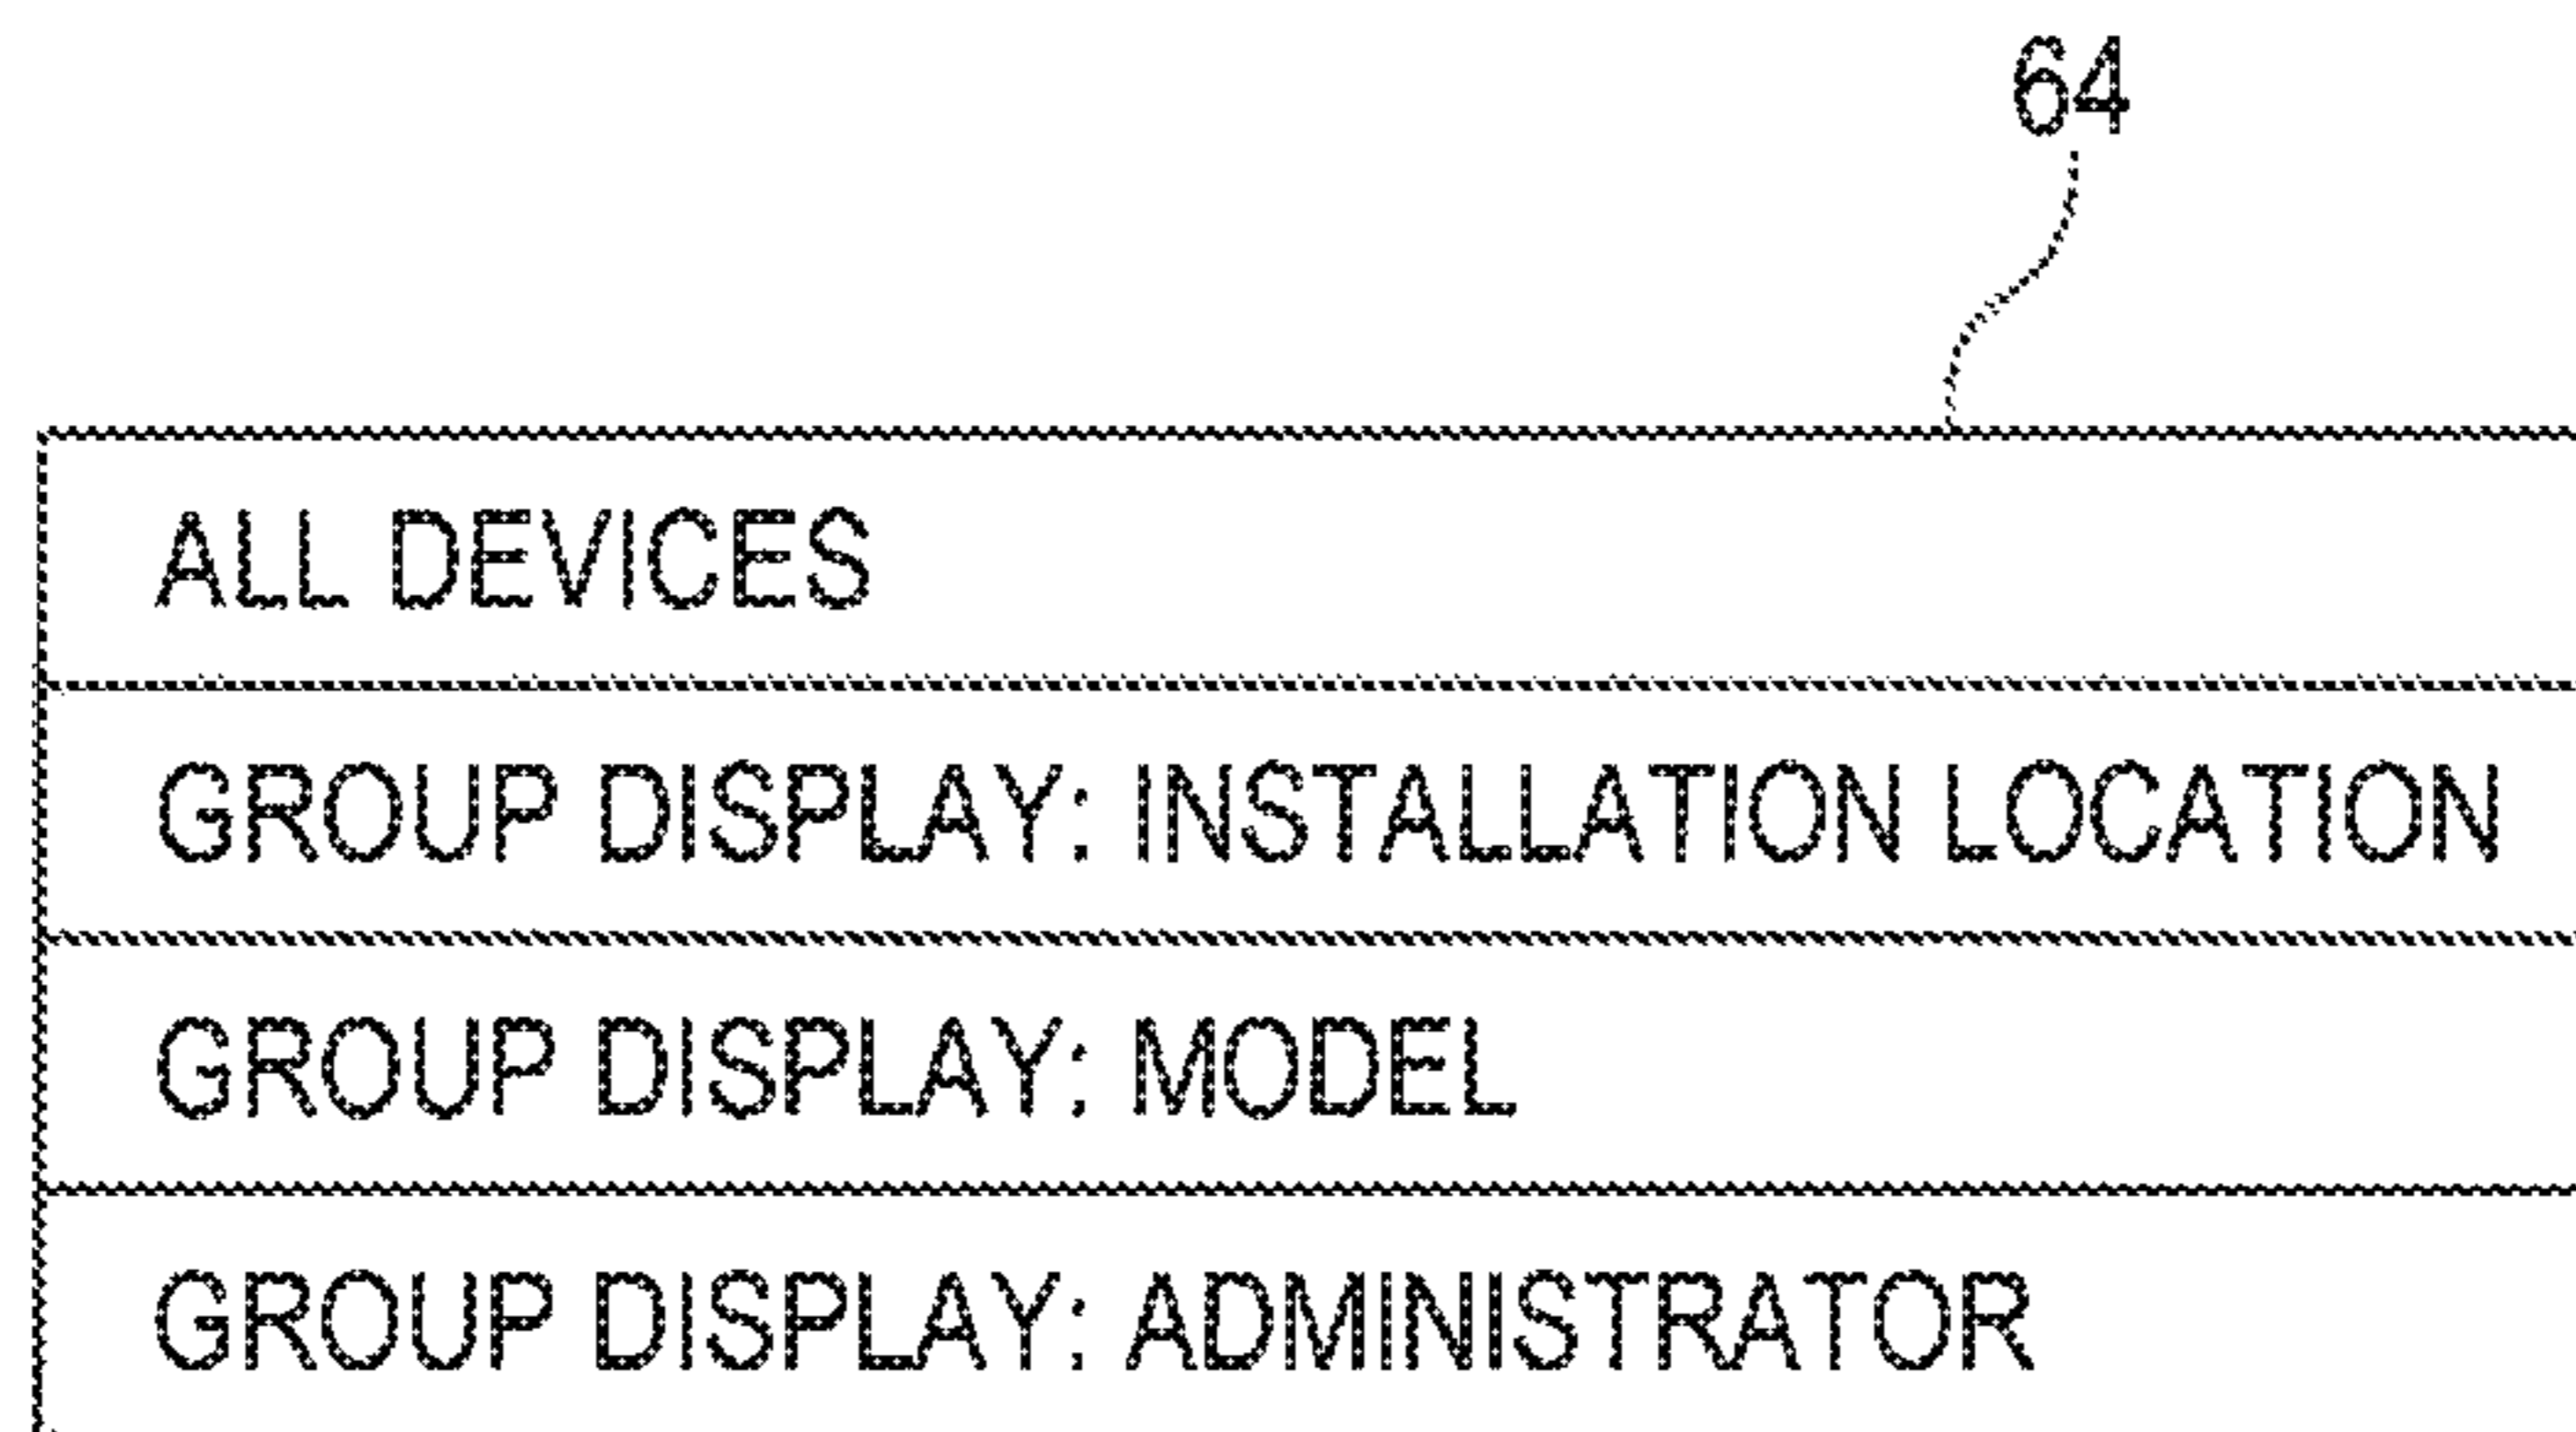 64
ALL DEVICES
GROUP DISPLAY: INSTALLATION LOCATION
GROUP DISPLAY: MODEL
GROUP DISPLAY: ADMINISTRATOR